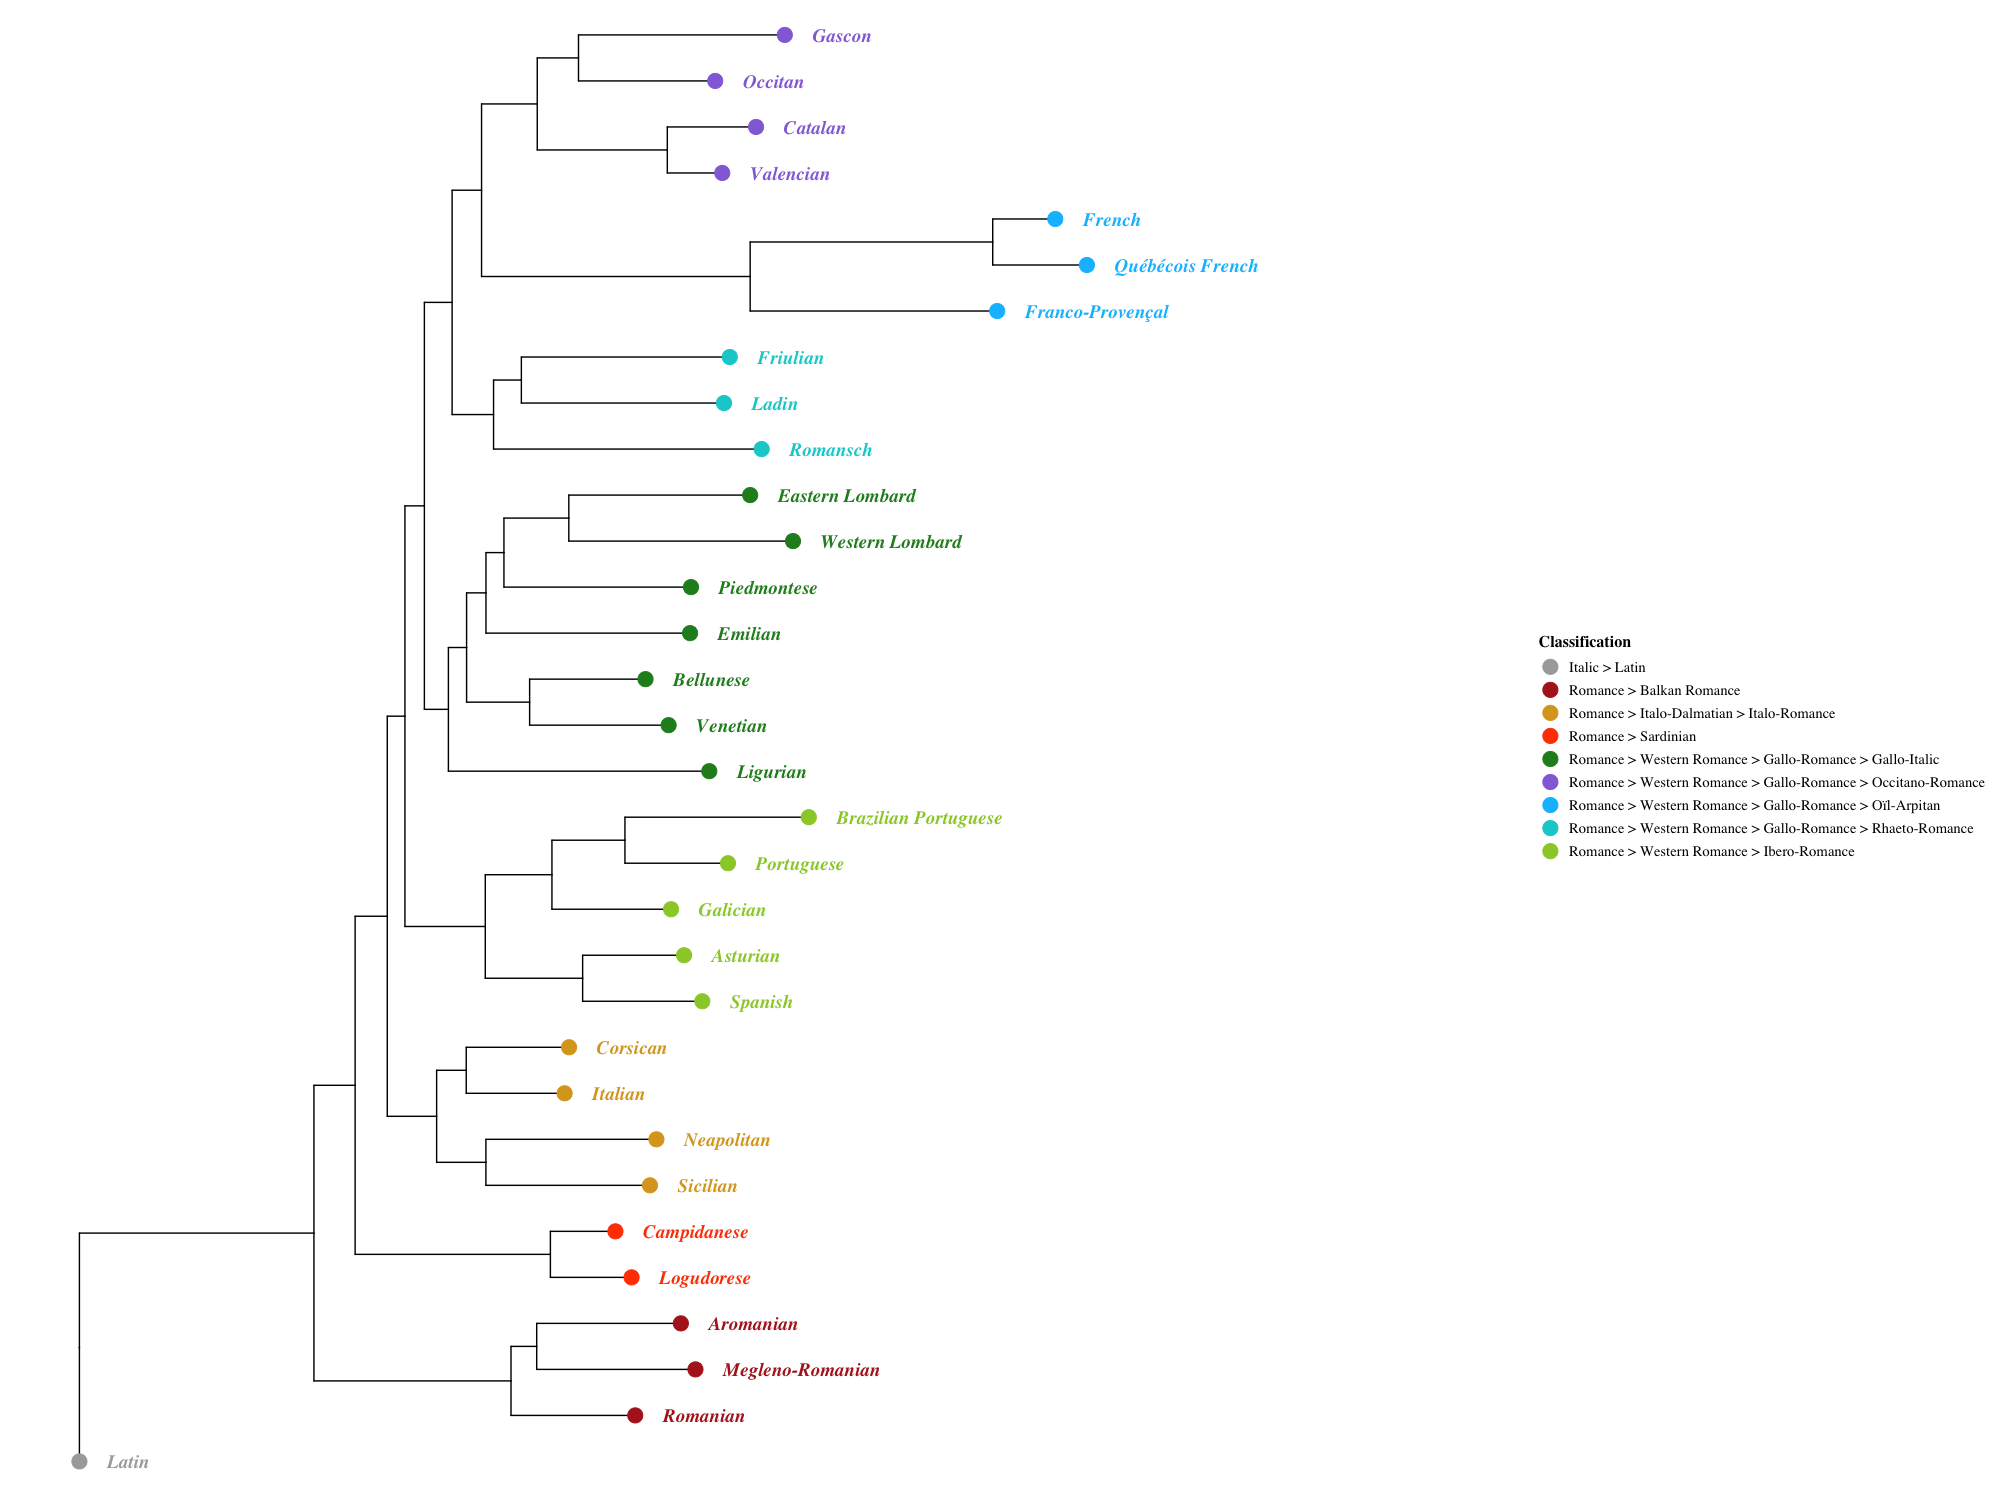 Gascon
Occitan
Catalan
Valencian
French
Québécois French
Franco-Provençal
Friulian
Ladin
Romansch
Eastern Lombard
Western Lombard
Piedmontese
Emilian
Bellunese
Venetian
Ligurian
Brazilian Portuguese
Portuguese
Galician
Asturian
Spanish
Corsican
Italian
Neapolitan
Sicilian
Campidanese
Logudorese
Aromanian
Megleno-Romanian
Romanian
Latin
Classification
Italic > Latin
Romance > Balkan Romance
Romance > Italo-Dalmatian > Italo-Romance
Romance > Sardinian
Romance > Western Romance > Gallo-Romance > Gallo-Italic
Romance > Western Romance > Gallo-Romance > Occitano-Romance
Romance > Western Romance > Gallo-Romance > Oïl-Arpitan
Romance > Western Romance > Gallo-Romance > Rhaeto-Romance
Romance > Western Romance > Ibero-Romance